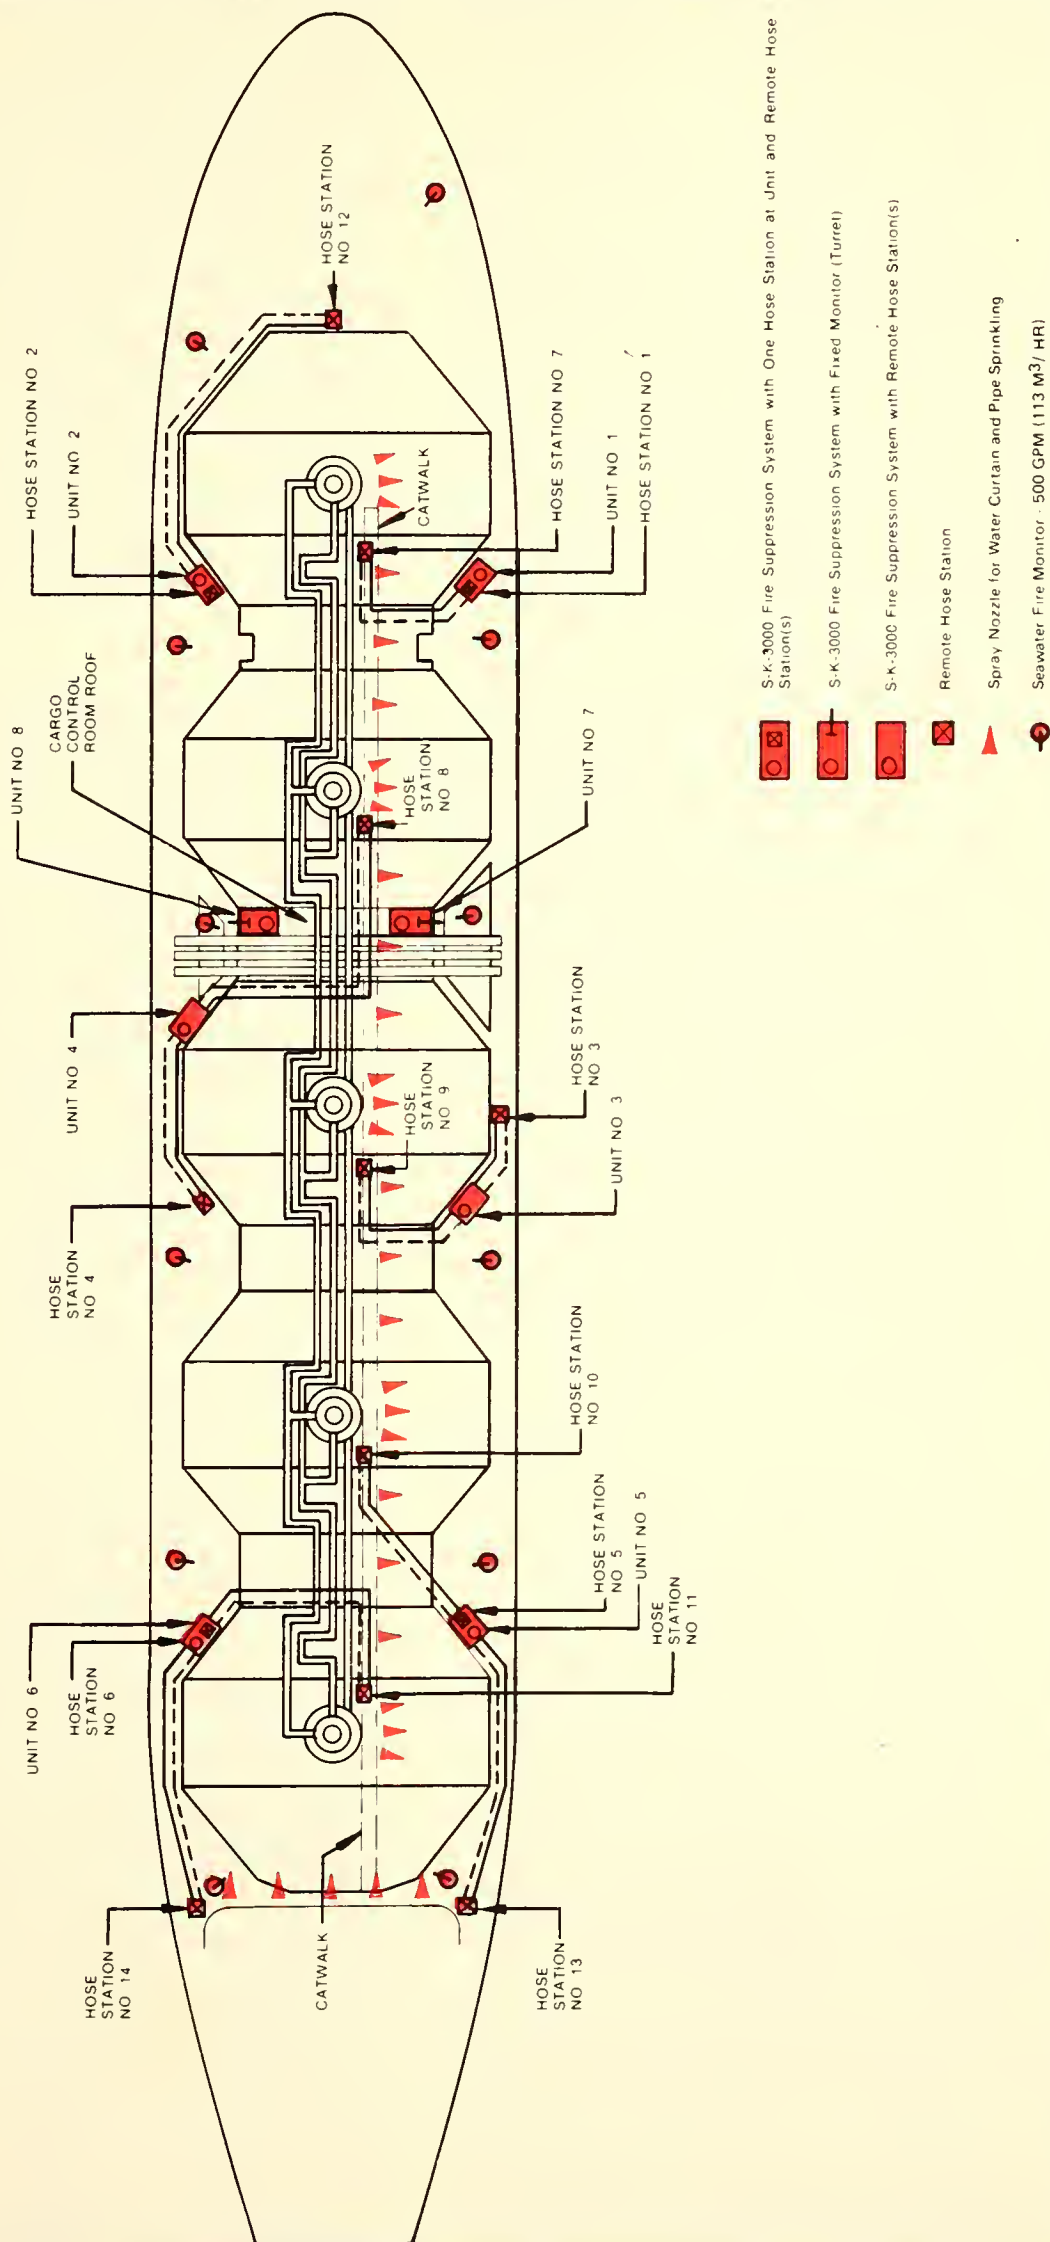 HOSE STATION NO 2
UNIT NO 2
HOSE STATION
NO 12
UNIT NO 8
CARGO
CONTROL
ROOM ROOF
CATWALK
HOSE STATION NO 7
UNIT NO 1
HOSE STATION NO 1
HOSE
STATION
NO 8
UNIT NO 7
UNIT NO 4
HOSE
STATION
NO 9
HOSE STATION
NO 3
UNIT NO 3
HOSE
STATION
NO 4
HOSE STATION
NO 10
HOSE STATION
NO 5
UNIT NO 5
HOSE
STATION
NO 11
UNIT NO 6
HOSE
STATION
NO 6
HOSE
STATION
NO 14
CATWALK
HOSE
STATION
NO 13
S-K-3000 Fire Suppression System with One Hose Station at Unit and Remote Hose
Station(s)
S-K-3000 Fire Suppression System with Fixed Monitor (Turret)
S-K-3000 Fire Suppression System with Remote Hose Station(s)
Remote Hose Station
Spray Nozzle for Water Curtain and Pipe Sprinkling
Seawater Fire Monitor - 500 GPM (113 M3/ HR)